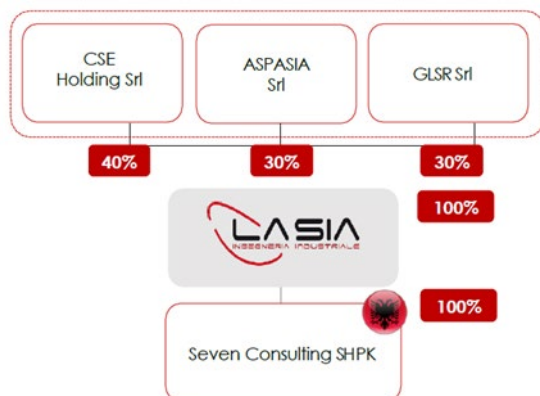 CSE
Holding Srl
ASPASIA
Srl
GLSR Srl
40%
30%
30%
100%
LASIA
INGEGNERIA INDUSTRIALE
100%
Seven Consulting SHPK